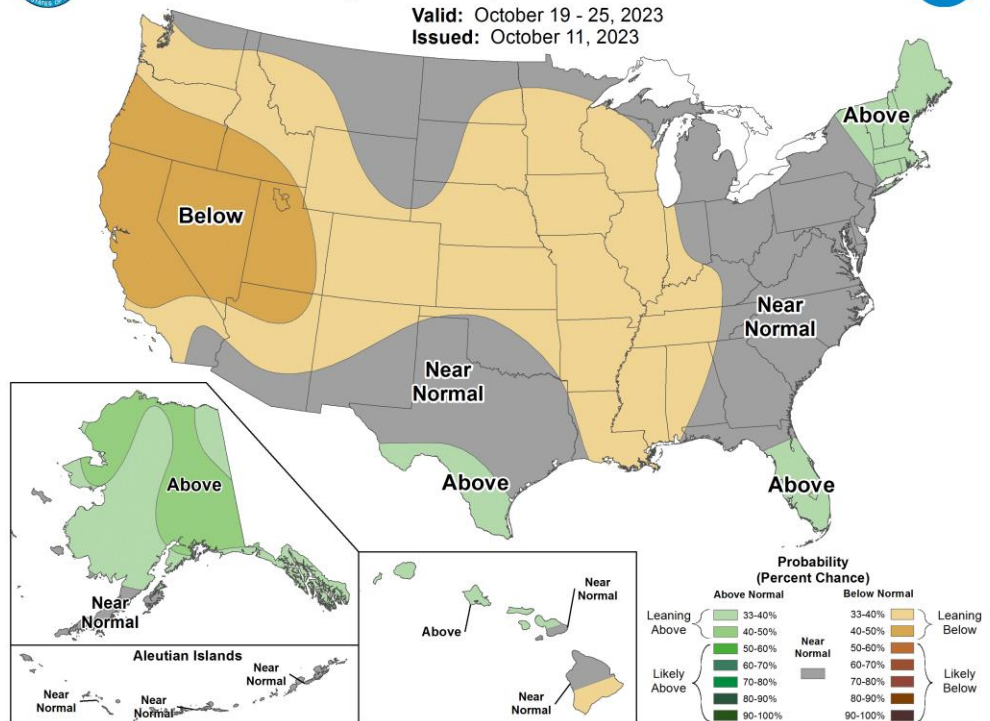 Valid: October 19 - 25, 2023
Issued: October 11, 2023
Above
Below
Near
Normal
Near
Normal
Above
Above
Above
Near
Normal
Aleutian Islands
Near
Normal
Near
Normal
Near
Normal
Near
Normal
Above
Near
Normal
Probability
(Percent Chance)
Above Normal
Below Normal
Leaning
Above
33-40%
40-50%
Likely
Above
50-60%
60-70%
70-80%
80-90%
90-100%
Near
Normal
33-40%
40-50%
Leaning
Below
50-60%
60-70%
70-80%
80-90%
90-100%
Likely
Below